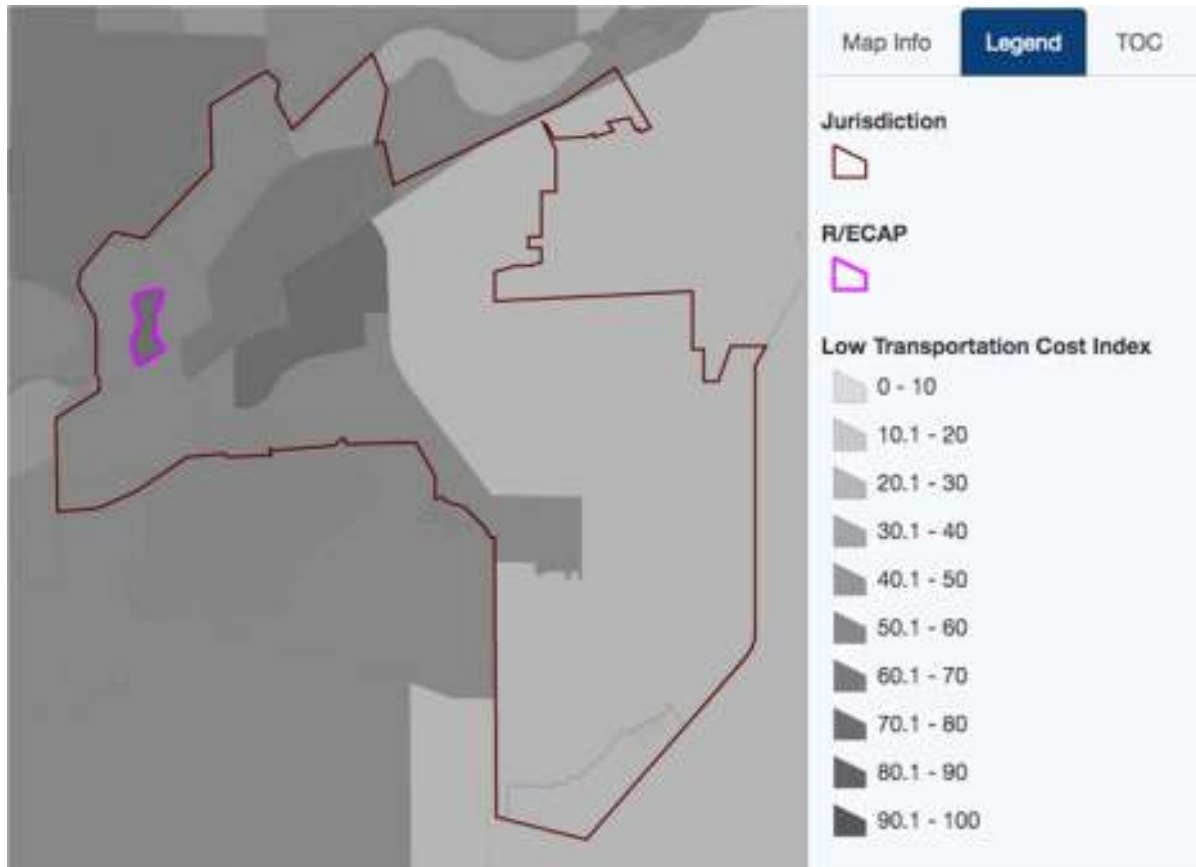 Map Info Legend TOC
Jurisdiction
R/ECAP
Low Transportation Cost Index
0 - 10
10.1 - 20
20.1 - 30
30.1 - 40
40.1 - 50
50.1 - 60
60.1 - 70
70.1 - 80
80.1 - 90
90.1 - 100